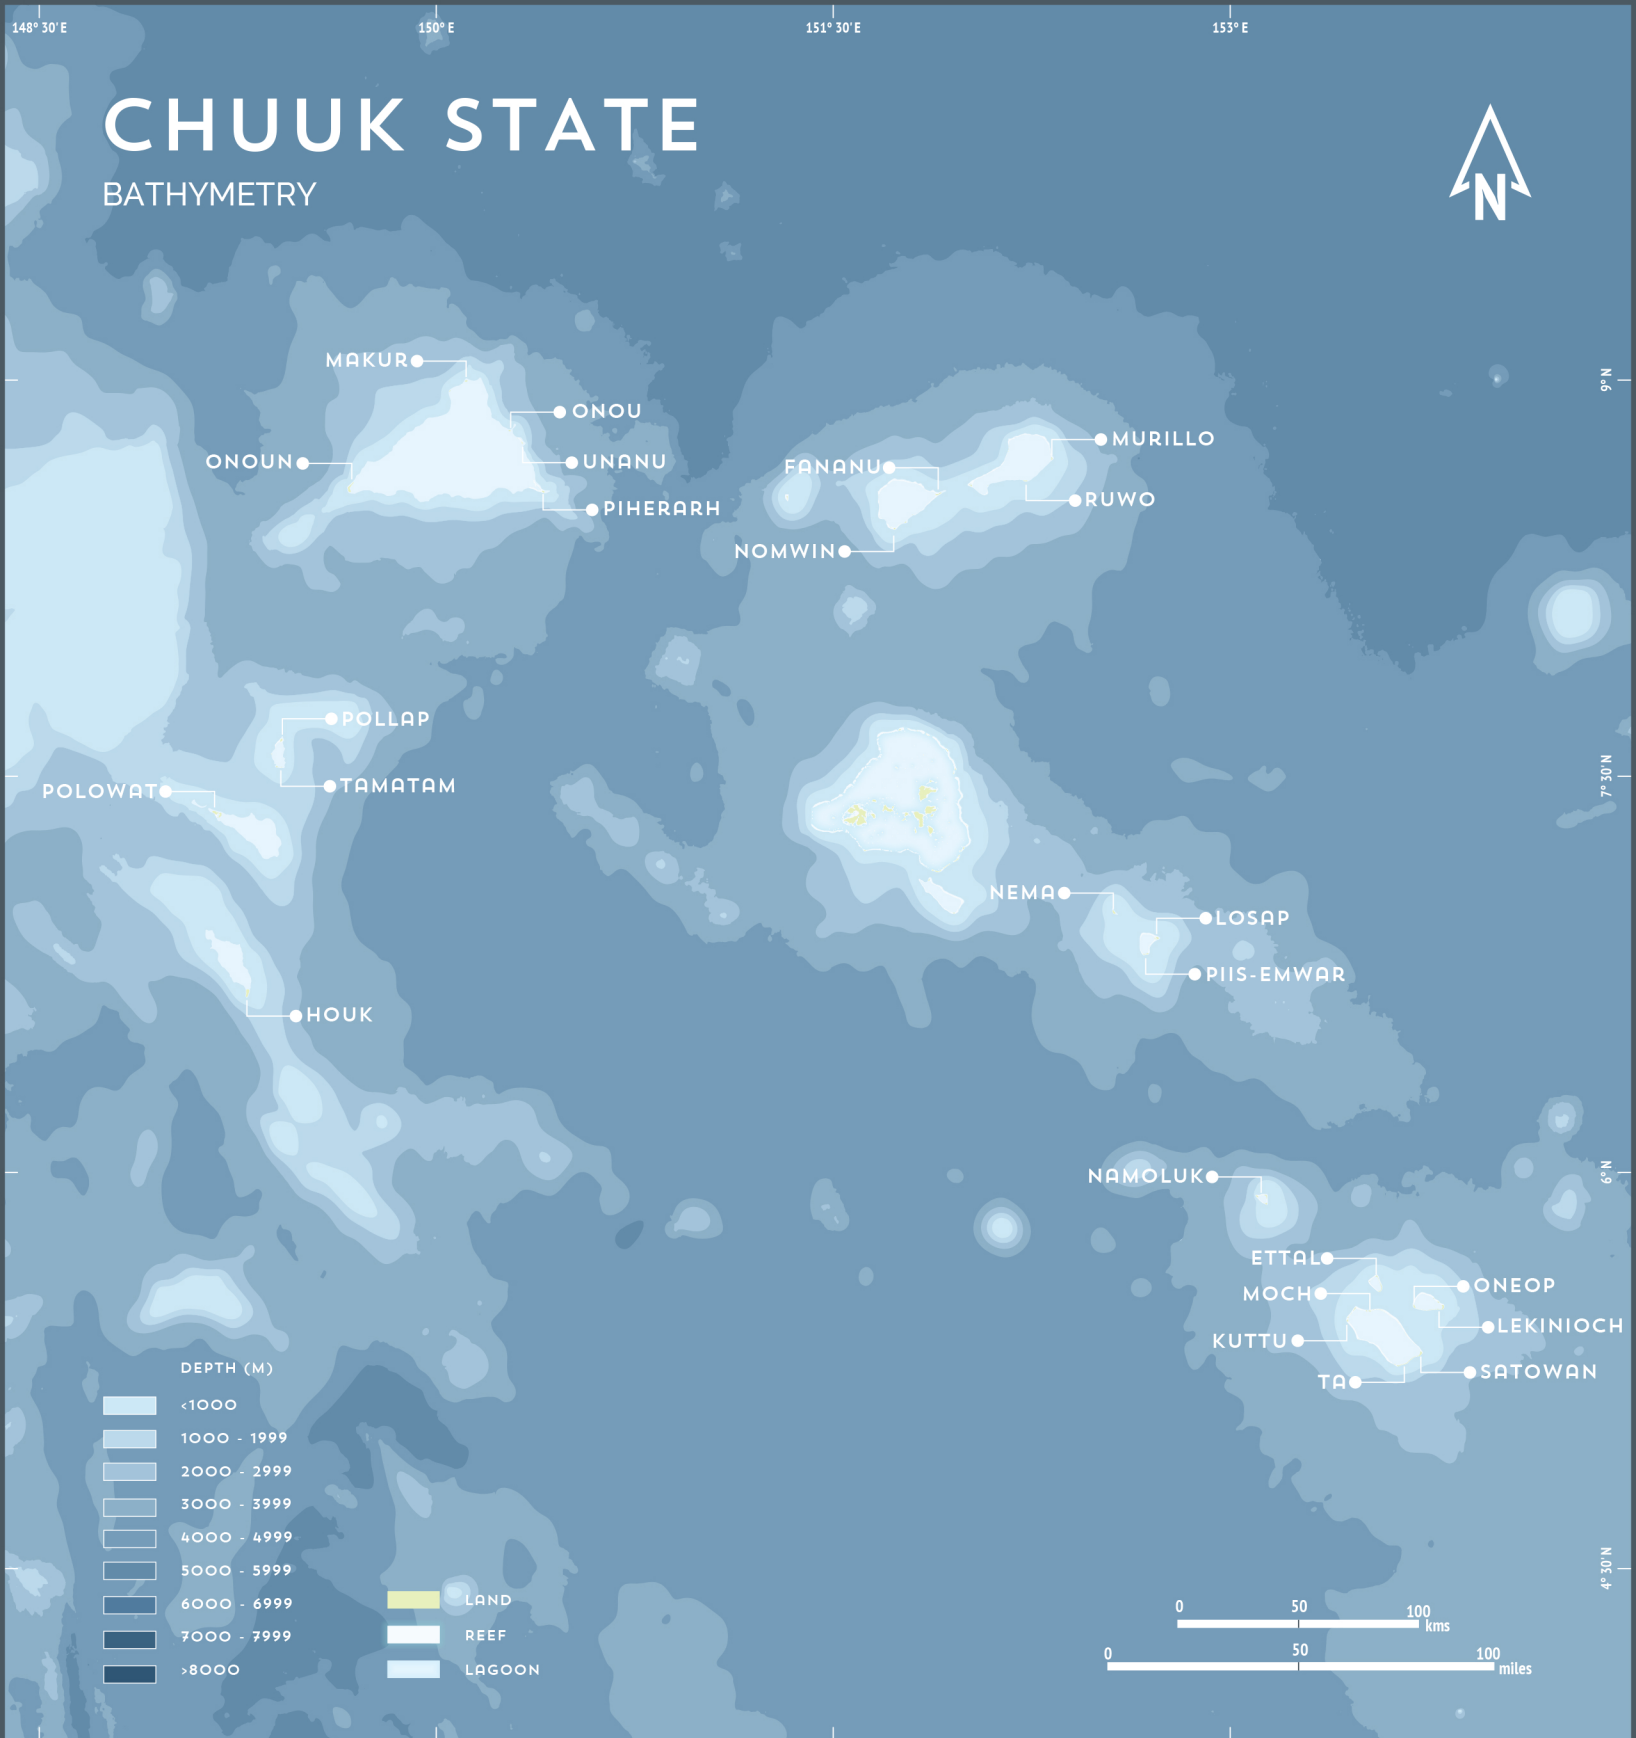 148° 30'E
150° E
151° 30'E
153° E
CHUUK STATE
BATHYMETRY
N
MAKUR
9° N
ONOU
MURILLO
ONOUN
UNANU
FANANU
RUWO
PIHERARH
NOMWIN
POLLAP
7° 30'N
TAMATAM
POLOWAT
NEMA
LOSAP
PIIS-EMWAR
HOUK
NAMOLUK
6° N
ETTAL
ONEOP
MOCH
LEKINIOCH
KUTTU
SATOWAN
TA
DEPTH (M)
<1000
1000 - 1999
2000 - 2999
3000 - 3999
4000 - 4999
5000 - 5999
6000 - 6999
7000 - 7999
>8000
LAND
REEF
LAGOON
4° 30'N
0 50 100 kms
0 50 100 miles